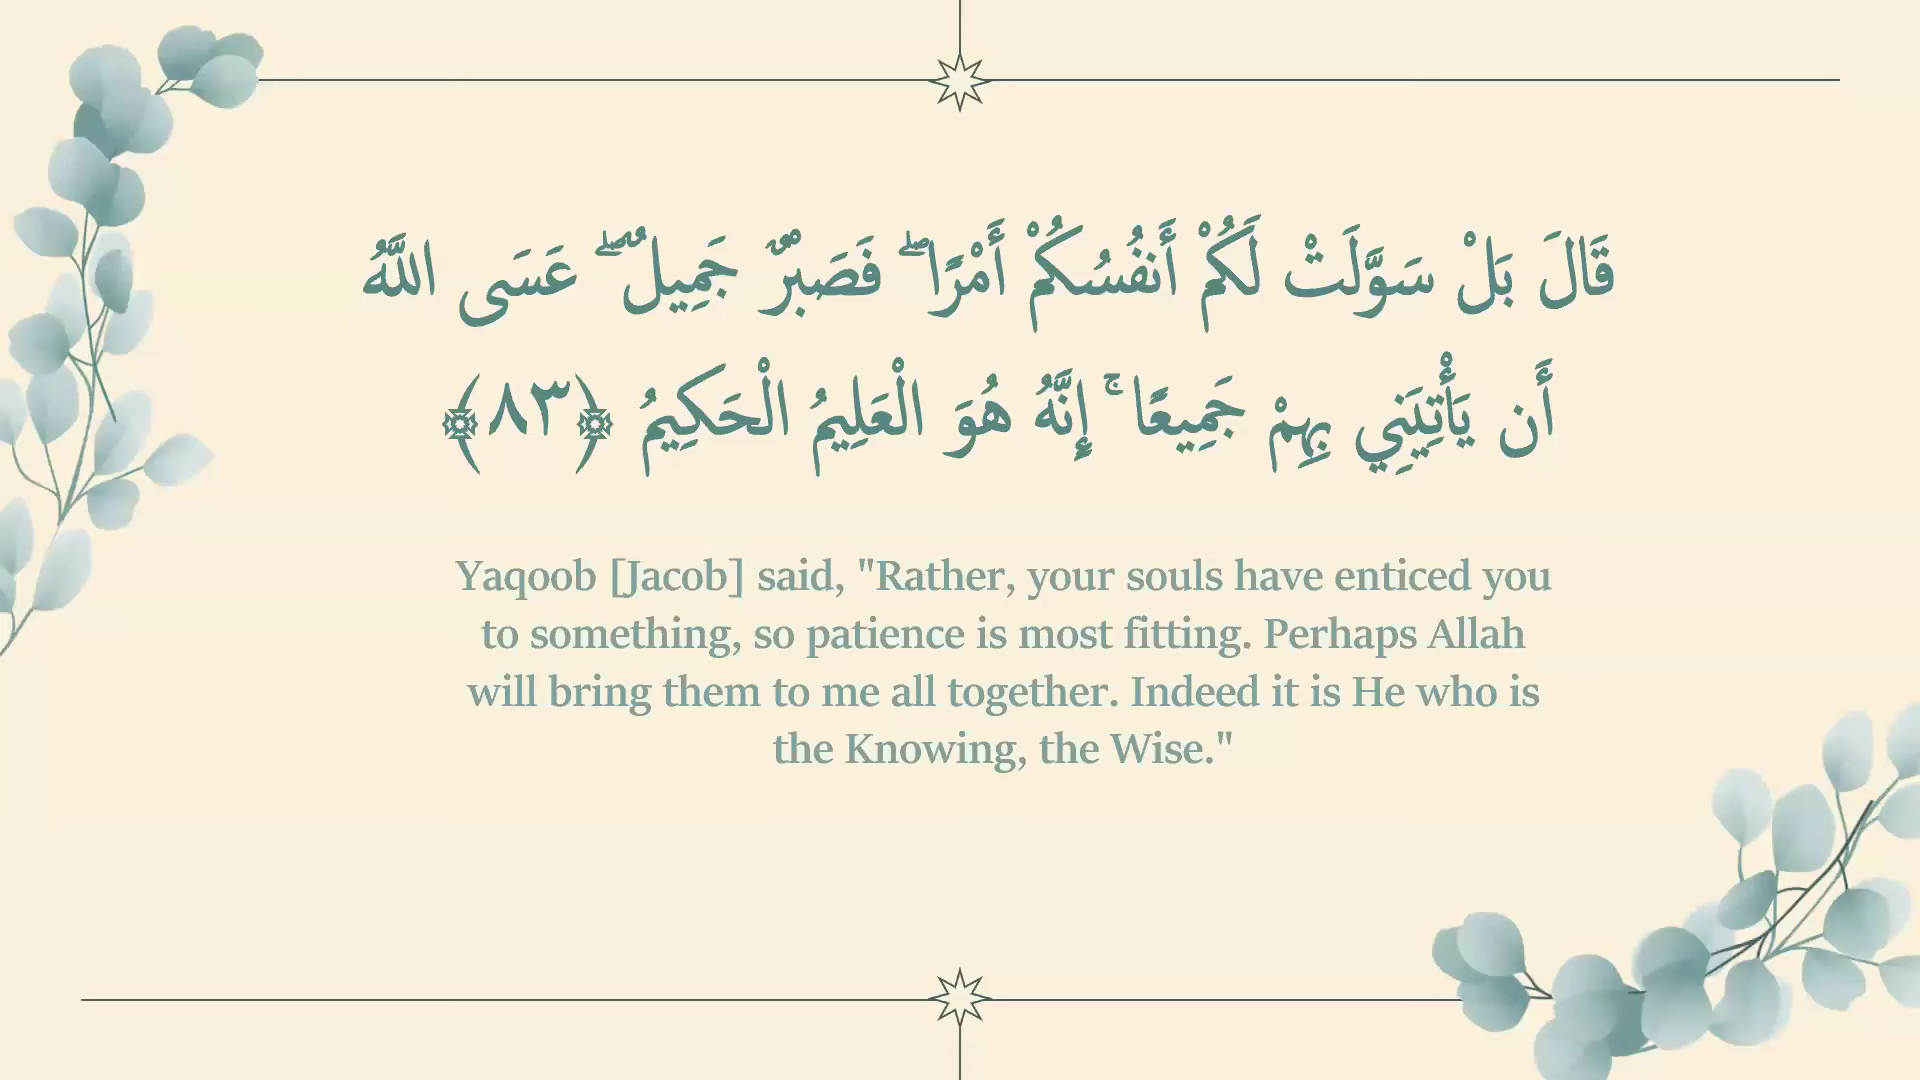 قَالَ بَلْ سَوَّلَتْ لَكُمْ أَنفُسُكُمْ أَمْرًا ۖ فَصَبْرٌ جَمِيلٌ ۖ عَسَى اللَّهُ
أَن يَأْتِيَنِي بِهِمْ جَمِيعًا ۚ إِنَّهُ هُوَ الْعَلِيمُ الْحَكِيمُ ﴿٨٣﴾
Yaqoob [Jacob] said, "Rather, your souls have enticed you
to something, so patience is most fitting. Perhaps Allah
will bring them to me all together. Indeed it is He who is
the Knowing, the Wise."